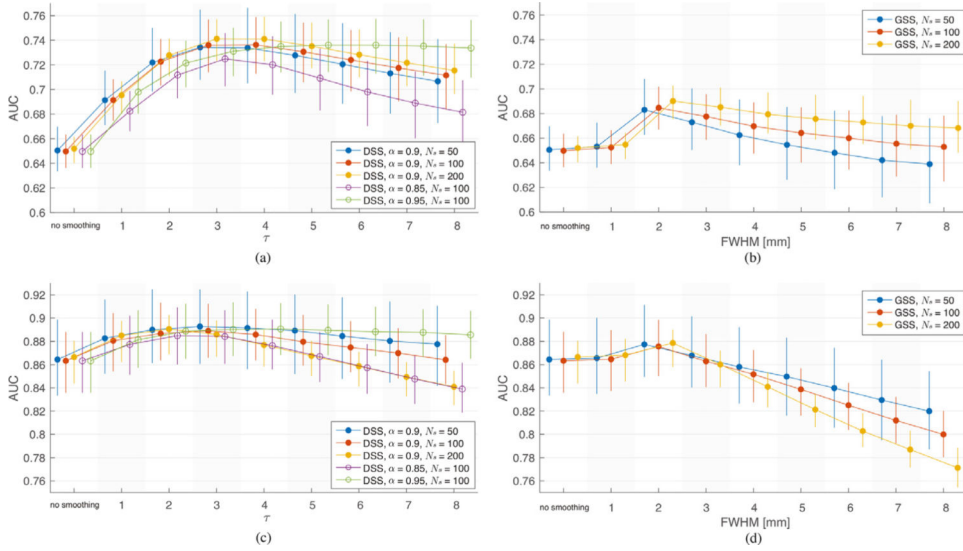 0.76
0.74
0.72
0.7
0.68
0.66
0.64
0.62
0.6
AUC
DSS, α = 0.9, Nₛ = 50
DSS, α = 0.9, Nₛ = 100
DSS, α = 0.9, Nₛ = 200
DSS, α = 0.85, Nₛ = 100
DSS, α = 0.95, Nₛ = 100
no smoothing 1 2 3 4 5 6 7 8
τ
(a)
0.76
0.74
0.72
0.7
0.68
0.66
0.64
0.62
0.6
AUC
GSS, Nₛ = 50
GSS, Nₛ = 100
GSS, Nₛ = 200
no smoothing 1 2 3 4 5 6 7 8
FWHM [mm]
(b)
0.92
0.9
0.88
0.86
0.84
0.82
0.8
0.78
0.76
AUC
DSS, α = 0.9, Nₛ = 50
DSS, α = 0.9, Nₛ = 100
DSS, α = 0.9, Nₛ = 200
DSS, α = 0.85, Nₛ = 100
DSS, α = 0.95, Nₛ = 100
no smoothing 1 2 3 4 5 6 7 8
τ
(c)
0.92
0.9
0.88
0.86
0.84
0.82
0.8
0.78
0.76
AUC
GSS, Nₛ = 50
GSS, Nₛ = 100
GSS, Nₛ = 200
no smoothing 1 2 3 4 5 6 7 8
FWHM [mm]
(d)